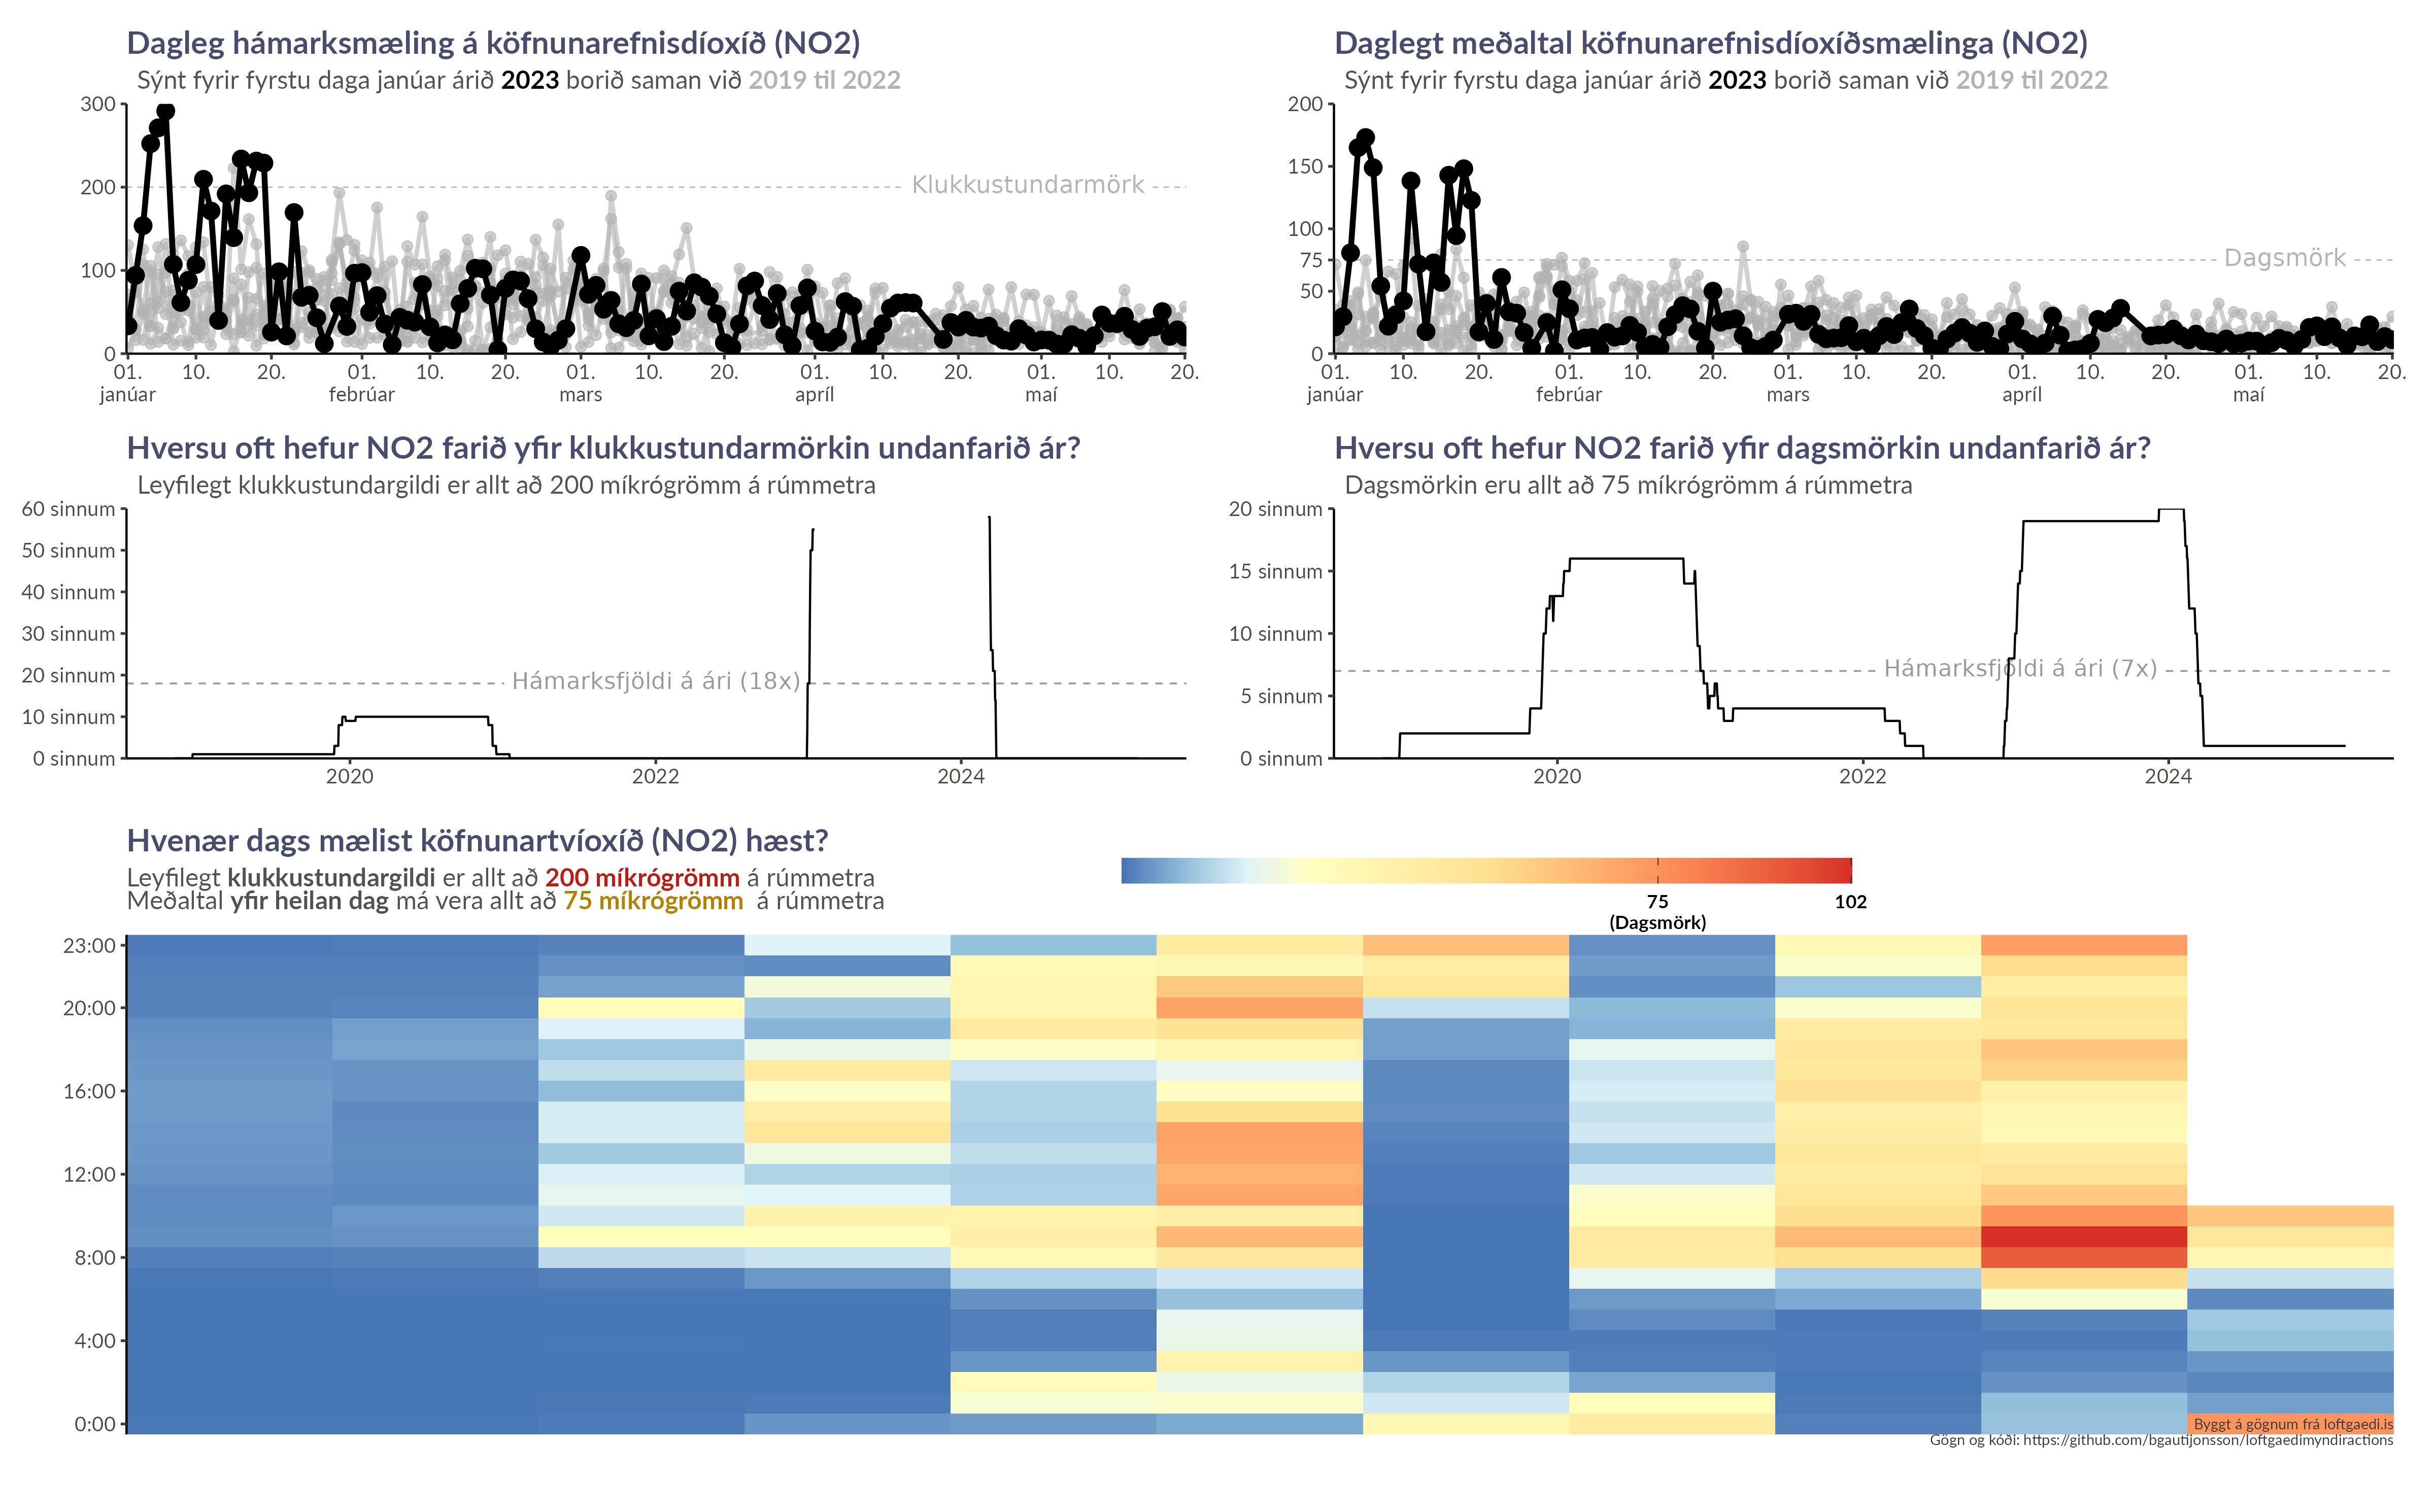 Dagleg hámarksmæling á köfnunarefnisdíoxíð (NO2)
Sýnt fyrir fyrstu daga janúar árið 2023 borið saman við 2019 til 2022
300
200
100
0
Klukkustundarmörk
01. 10. 20. 01. 10. 20. 01. 10. 20. 01. 10. 20. 01. 10. 20.
janúar febrúar mars apríl maí
Daglegt meðaltal köfnunarefnisdíoxíðsmælinga (NO2)
Sýnt fyrir fyrstu daga janúar árið 2023 borið saman við 2019 til 2022
200
150
100
75
50
0
Dagsmörk
01. 10. 20. 01. 10. 20. 01. 10. 20. 01. 10. 20. 01. 10. 20.
janúar febrúar mars apríl maí
Hversu oft hefur NO2 farið yfir klukkustundarmörkin undanfarið ár?
Leyfilegt klukkustundargildi er allt að 200 míkrógrömm á rúmmetra
60 sinnum
50 sinnum
40 sinnum
30 sinnum
20 sinnum
10 sinnum
0 sinnum
Hámarksfjöldi á ári (18x)
2020 2022 2024
Hversu oft hefur NO2 farið yfir dagsmörkin undanfarið ár?
Dagsmörkin eru allt að 75 míkrógrömm á rúmmetra
20 sinnum
15 sinnum
10 sinnum
5 sinnum
0 sinnum
Hámarksfjöldi á ári (7x)
2020 2022 2024
Hvenær dags mælist köfnunartvíoxíð (NO2) hæst?
Leyfilegt klukkustundargildi er allt að 200 míkrógrömm á rúmmetra
Meðaltal yfir heilan dag má vera allt að 75 míkrógrömm á rúmmetra
75 102
(Dagsmörk)
23:00
20:00
16:00
12:00
8:00
4:00
0:00
Byggt á gögnum frá loftgaedi.is
Gögn og kóði: https://github.com/bgautijonsson/loftgaedimyndiractions